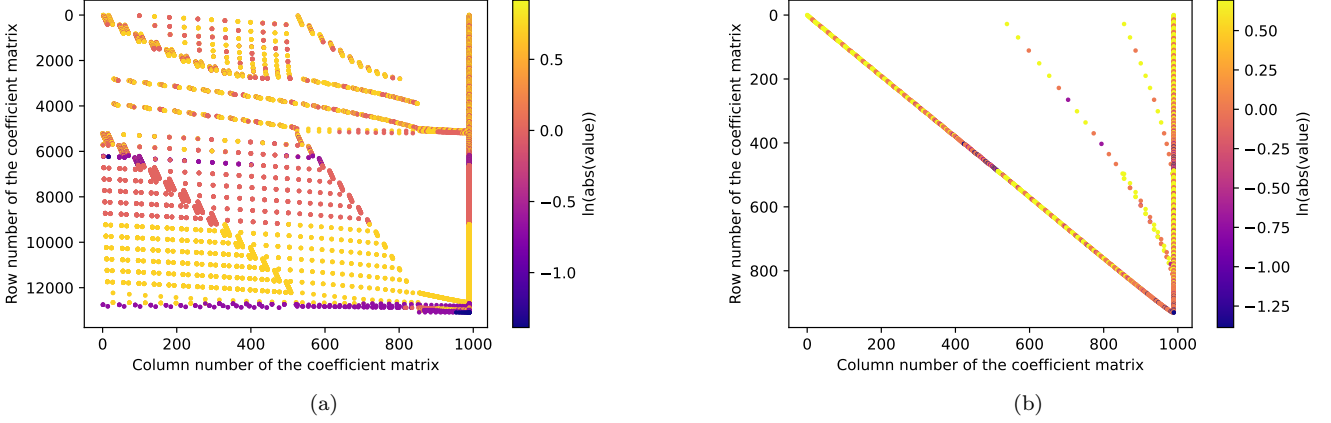 0
2000
4000
6000
8000
10000
12000
Row number of the coefficient matrix
0 200 400 600 800 1000
Column number of the coefficient matrix
0.5
0.0
−0.5
−1.0
ln(abs(value))
(a)
0
200
400
600
800
Row number of the coefficient matrix
0 200 400 600 800 1000
Column number of the coefficient matrix
0.50
0.25
0.00
−0.25
−0.50
−0.75
−1.00
−1.25
ln(abs(value))
(b)